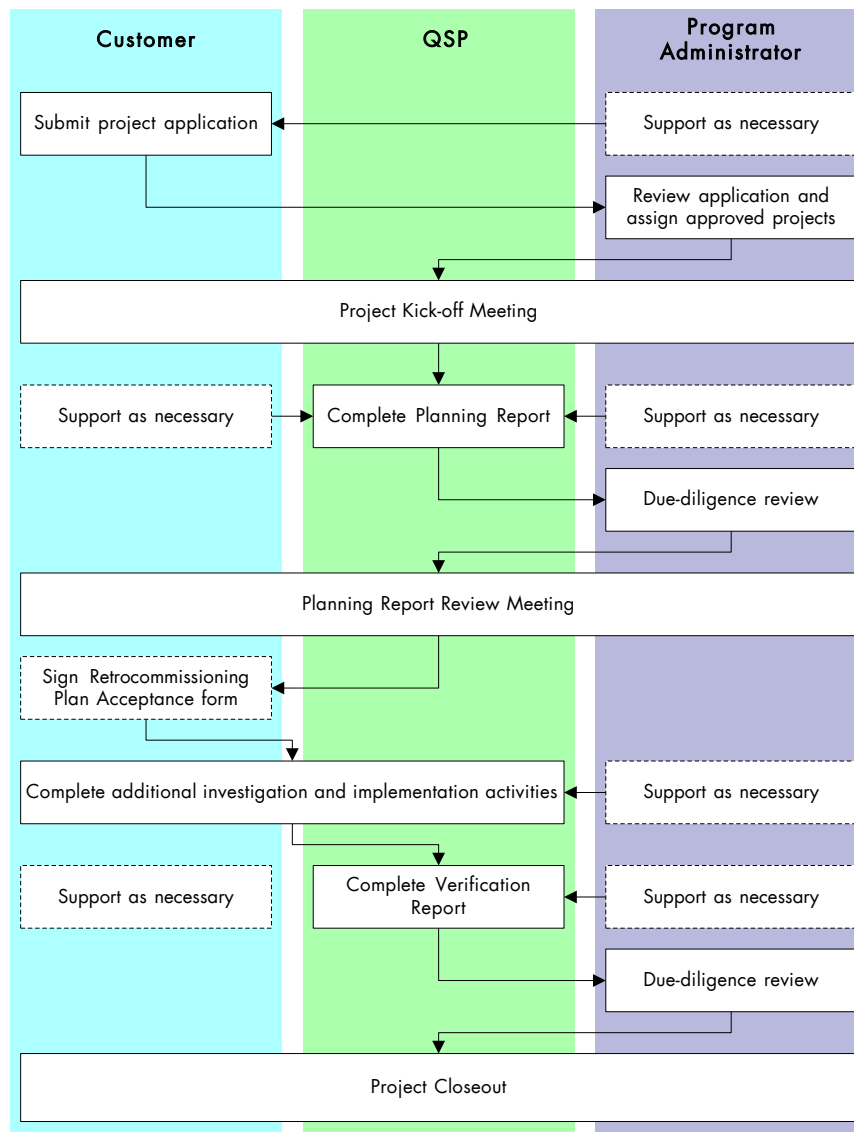 Customer
QSP
Program
Administrator
Submit project application
Support as necessary
Review application and
assign approved projects
Project Kick-off Meeting
Support as necessary
Complete Planning Report
Support as necessary
Due-diligence review
Planning Report Review Meeting
Sign Retrocommissioning
Plan Acceptance form
Complete additional investigation and implementation activities
Support as necessary
Support as necessary
Complete Verification
Report
Support as necessary
Due-diligence review
Project Closeout